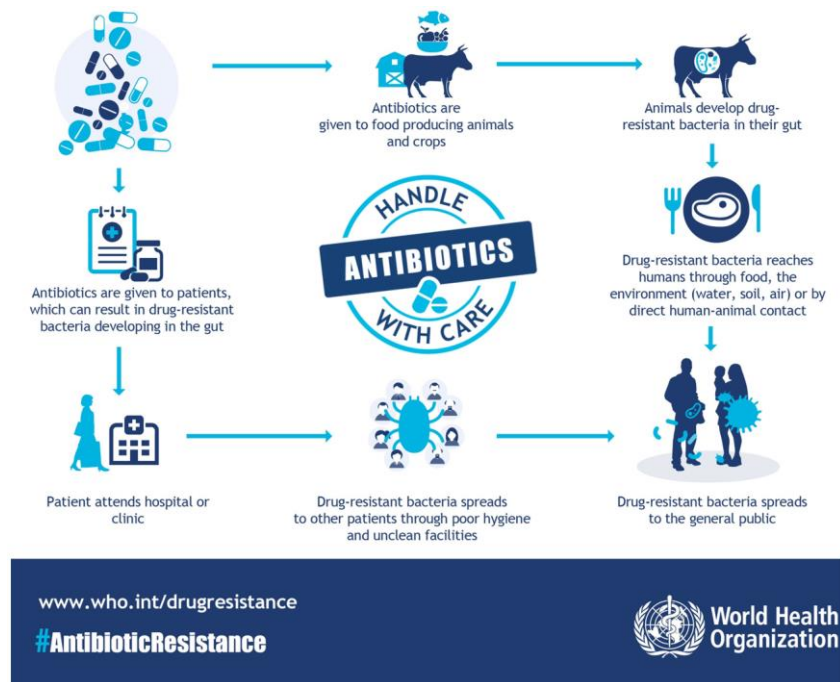 Antibiotics are
given to food producing animals
and crops
Animals develop drug-
resistant bacteria in their gut
Antibiotics are given to patients,
which can result in drug-resistant
bacteria developing in the gut
HANDLE
ANTIBIOTICS
WITH CARE
Drug-resistant bacteria reaches
humans through food, the
environment (water, soil, air) or by
direct human-animal contact
Patient attends hospital or
clinic
Drug-resistant bacteria spreads
to other patients through poor hygiene
and unclean facilities
Drug-resistant bacteria spreads
to the general public
www.who.int/drugresistance
#AntibioticResistance
World Health
Organization